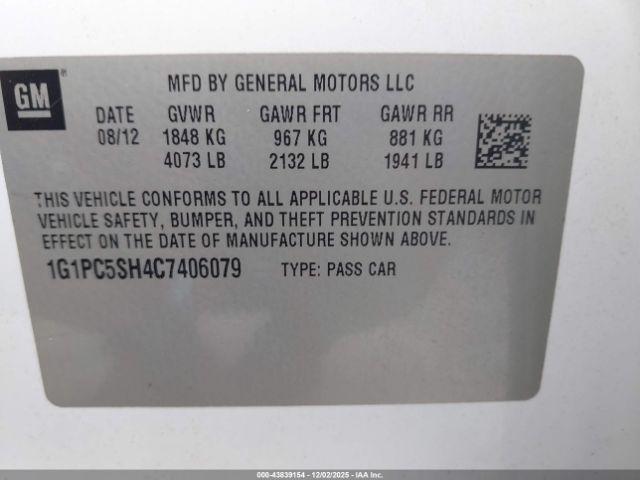 GM ®
MFD BY GENERAL MOTORS LLC
DATE GVWR GAWR FRT GAWR RR
08/12 1848 KG 967 KG 881 KG
4073 LB 2132 LB 1941 LB
THIS VEHICLE CONFORMS TO ALL APPLICABLE U.S. FEDERAL MOTOR
VEHICLE SAFETY, BUMPER, AND THEFT PREVENTION STANDARDS IN
EFFECT ON THE DATE OF MANUFACTURE SHOWN ABOVE.
1G1PC5SH4C7406079 TYPE: PASS CAR
000-43839154 - 12/02/2025 - IAA Inc.